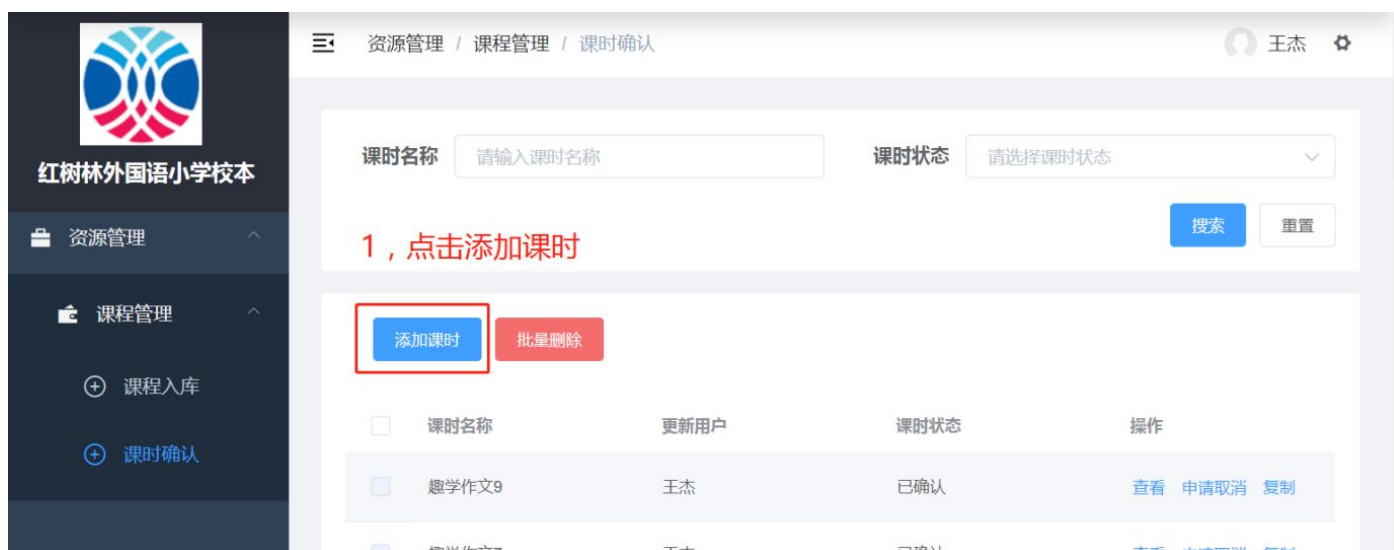 资源管理 / 课程管理 / 课时确认
王杰
红树林外国语小学校本
资源管理
课程管理
课程入库
课时确认
课时名称 请输入课时名称 课时状态 请选择课时状态
搜索 重置
1，点击添加课时
添加课时 批量删除
课时名称 更新用户 课时状态 操作
趣学作文9 王杰 已确认 查看 申请取消 复制